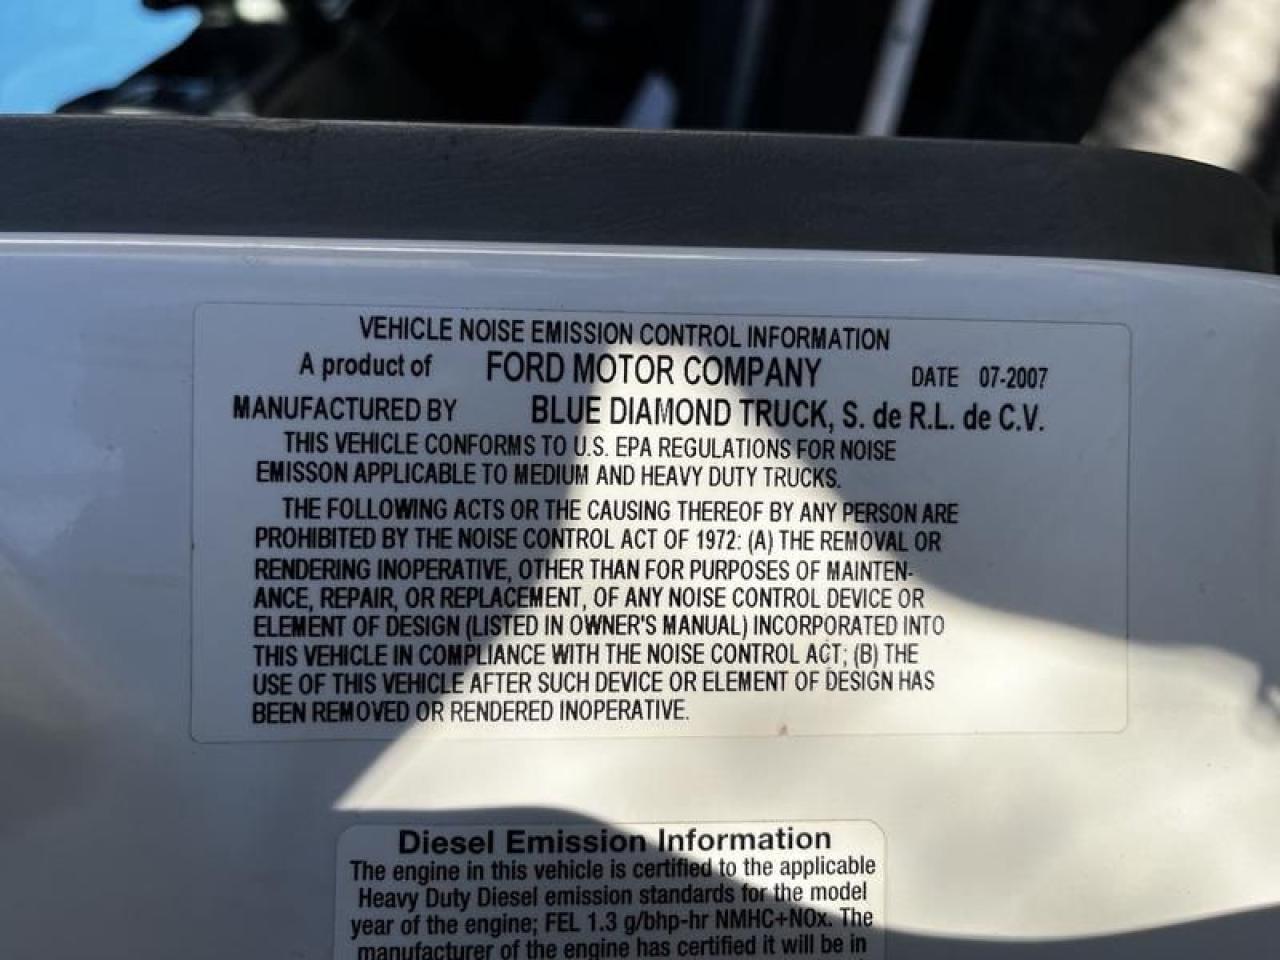 VEHICLE NOISE EMISSION CONTROL INFORMATION
A product of FORD MOTOR COMPANY DATE 07-2007
MANUFACTURED BY BLUE DIAMOND TRUCK, S. de R.L. de C.V.
THIS VEHICLE CONFORMS TO U.S. EPA REGULATIONS FOR NOISE
EMISSON APPLICABLE TO MEDIUM AND HEAVY DUTY TRUCKS.
THE FOLLOWING ACTS OR THE CAUSING THEREOF BY ANY PERSON ARE
PROHIBITED BY THE NOISE CONTROL ACT OF 1972: (A) THE REMOVAL OR
RENDERING INOPERATIVE, OTHER THAN FOR PURPOSES OF MAINTEN-
ANCE, REPAIR, OR REPLACEMENT, OF ANY NOISE CONTROL DEVICE OR
ELEMENT OF DESIGN (LISTED IN OWNER'S MANUAL) INCORPORATED INTO
THIS VEHICLE IN COMPLIANCE WITH THE NOISE CONTROL ACT; (B) THE
USE OF THIS VEHICLE AFTER SUCH DEVICE OR ELEMENT OF DESIGN HAS
BEEN REMOVED OR RENDERED INOPERATIVE.
Diesel Emission Information
The engine in this vehicle is certified to the applicable
Heavy Duty Diesel emission standards for the model
year of the engine; FEL 1.3 g/bhp-hr NMHC+NOx. The
manufacturer of the engine has certified it will be in